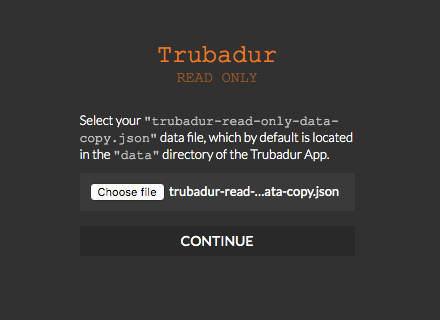 Trubadur
READ ONLY
Select your "trubadur-read-only-data-
copy.json" data file, which by default is located
in the "data" directory of the Trubadur App.
Choose file trubadur-read-...ata-copy.json
CONTINUE